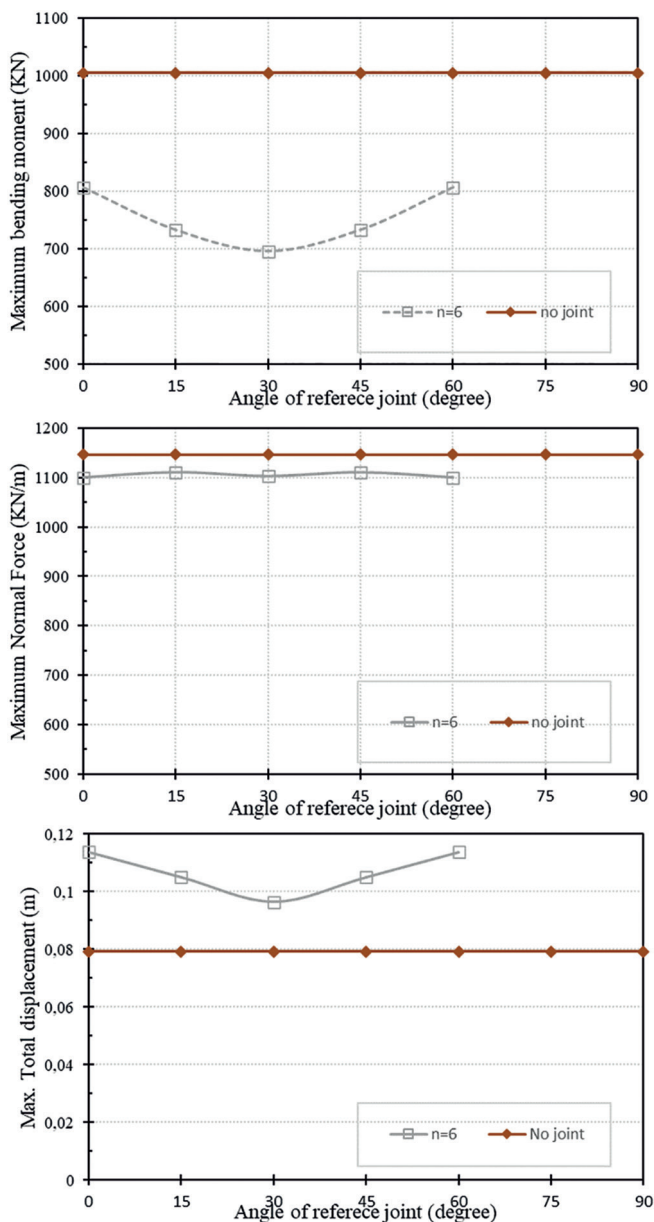 Maximum bending moment (KN)
1100
1000
900
800
700
600
500
n=6 no joint
0 15 30 45 60 75 90
Angle of referece joint (degree)
Maximum Normal Force (KN/m)
1200
1100
1000
900
800
700
600
500
n=6 no joint
0 15 30 45 60 75 90
Angle of referece joint (degree)
Max. Total displacement (m)
0,12
0,1
0,08
0,06
0,04
0,02
0
n=6 No joint
0 15 30 45 60 75 90
Angle of referece joint (degree)